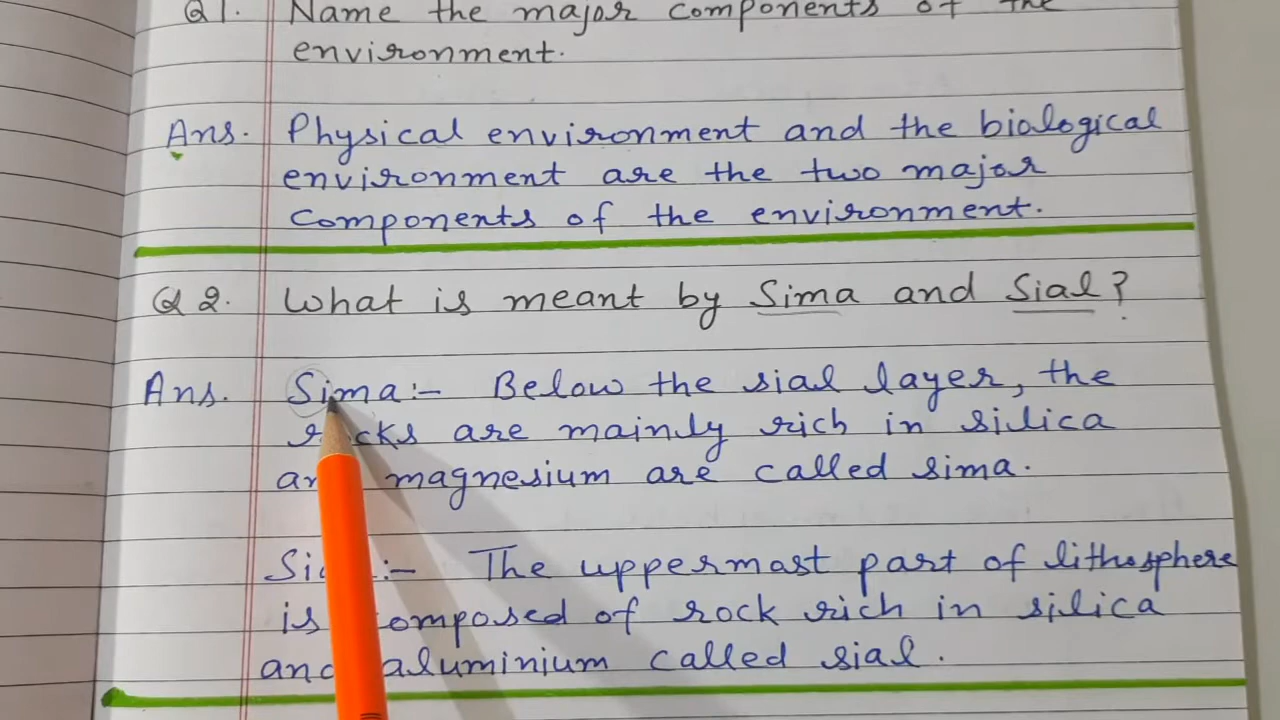 Q1. Name the major components of the
environment.
Ans. Physical environment and the biological
environment are the two major
components of the environment.
Q2. What is meant by Sima and Sial?
Ans. Sima:- Below the sial layer, the
rocks are mainly rich in silica
and magnesium are called sima.
Sial:- The uppermost part of lithosphere
is composed of rock rich in silica
and aluminium called sial.